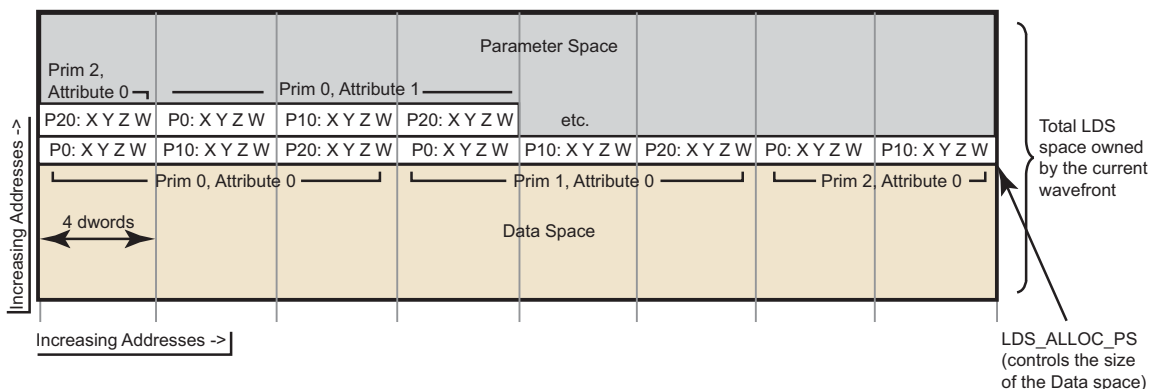 Parameter Space
Prim 2,
Attribute 0
Prim 0, Attribute 1
P20: X Y Z W P0: X Y Z W P10: X Y Z W P20: X Y Z W etc.
P0: X Y Z W P10: X Y Z W P20: X Y Z W P0: X Y Z W P10: X Y Z W P20: X Y Z W P0: X Y Z W P10: X Y Z W
Prim 0, Attribute 0 Prim 1, Attribute 0 Prim 2, Attribute 0
4 dwords
Data Space
Increasing Addresses ->
Increasing Addresses ->
Total LDS
space owned
by the current
wavefront
LDS_ALLOC_PS
(controls the size
of the Data space)